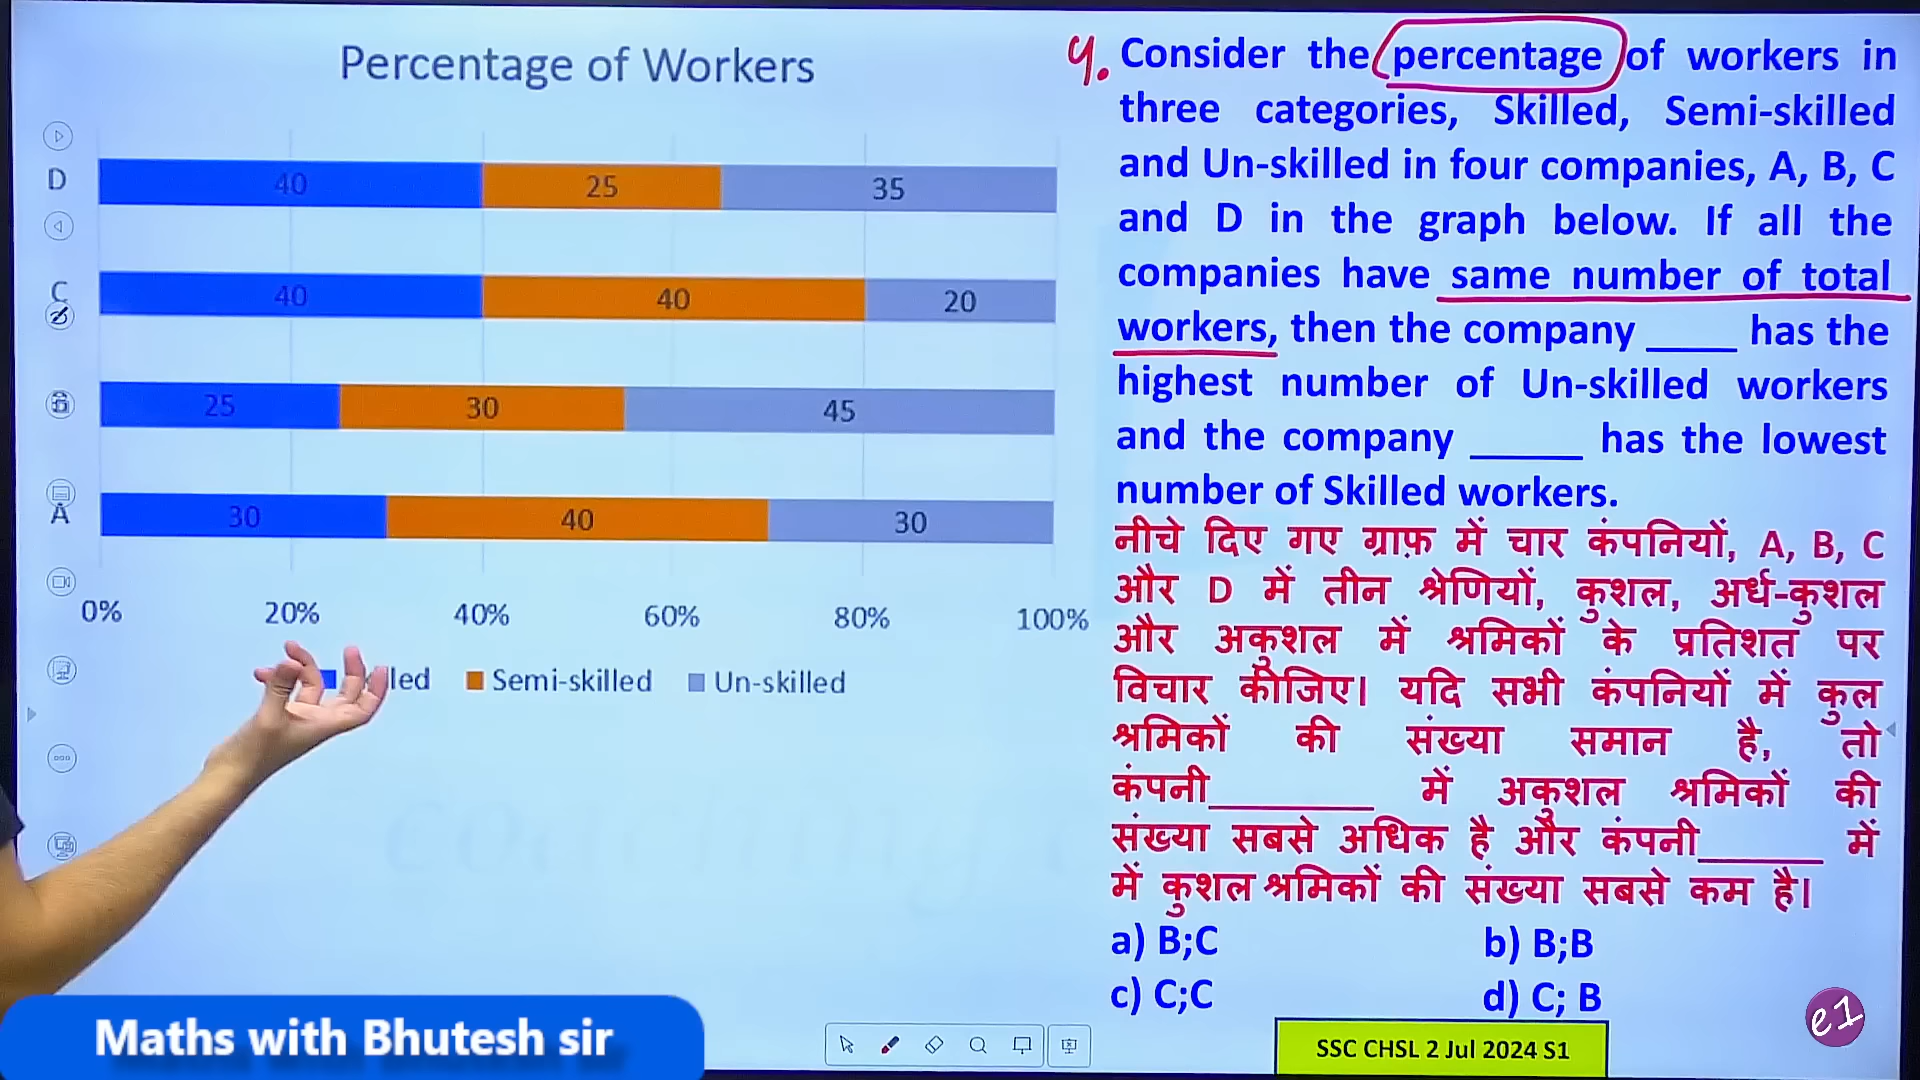 Percentage of Workers
D
40 25 35
C
40 40 20
25 30 45
A
30 40 30
0% 20% 40% 60% 80% 100%
Semi-skilled Un-skilled
4. Consider the percentage of workers in
three categories, Skilled, Semi-skilled
and Un-skilled in four companies, A, B, C
and D in the graph below. If all the
companies have same number of total
workers, then the company ____ has the
highest number of Un-skilled workers
and the company _____ has the lowest
number of Skilled workers.
नीचे दिए गए ग्राफ़ में चार कंपनियों, A, B, C
और D में तीन श्रेणियों, कुशल, अर्ध-कुशल
और अकुशल में श्रमिकों के प्रतिशत पर
विचार कीजिए। यदि सभी कंपनियों में कुल
श्रमिकों की संख्या समान है, तो
कंपनी________ में अकुशल श्रमिकों की
संख्या सबसे अधिक है और कंपनी______ में
में कुशल श्रमिकों की संख्या सबसे कम है।
a) B;C b) B;B
c) C;C d) C; B
e1
Maths with Bhutesh sir
SSC CHSL 2 Jul 2024 S1